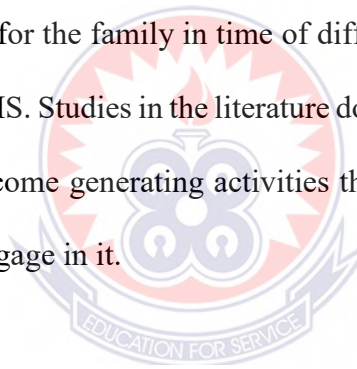 for the family in time of diff
IS. Studies in the literature do
come generating activities th
gage in it.
EDUCATION FOR SERVICE